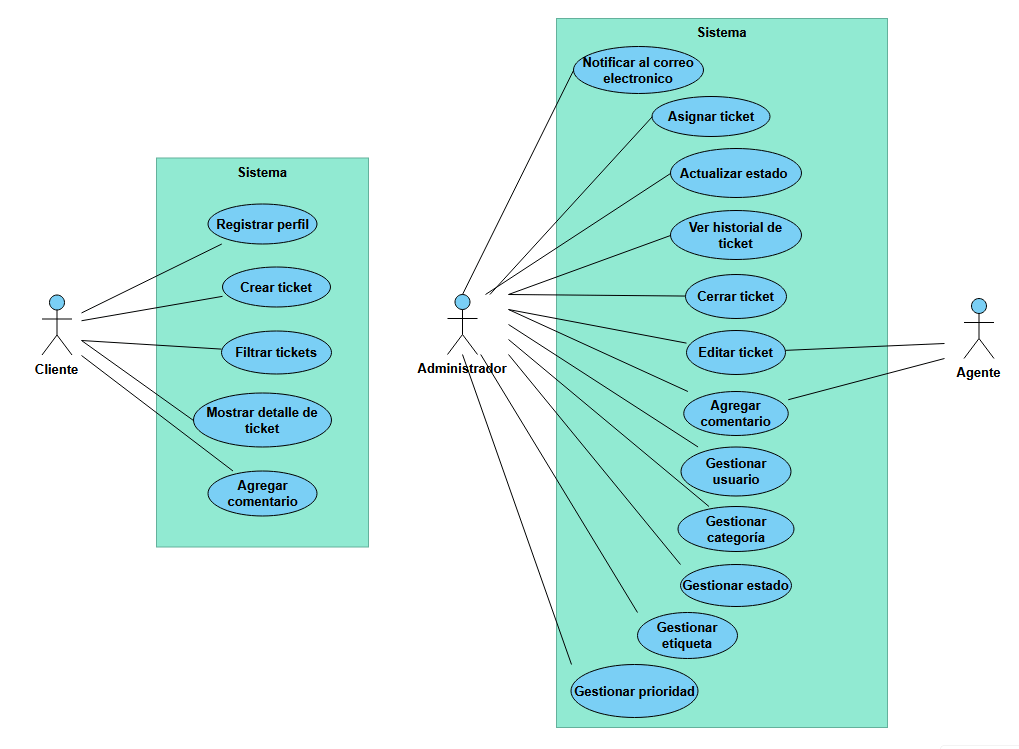 Sistema
Registrar perfil
Crear ticket
Filtrar tickets
Mostrar detalle de
ticket
Agregar
comentario
Cliente
Sistema
Notificar al correo
electronico
Asignar ticket
Actualizar estado
Ver historial de
ticket
Cerrar ticket
Editar ticket
Agregar
comentario
Gestionar
usuario
Gestionar
categoría
Gestionar estado
Gestionar
etiqueta
Gestionar prioridad
Administrador
Agente